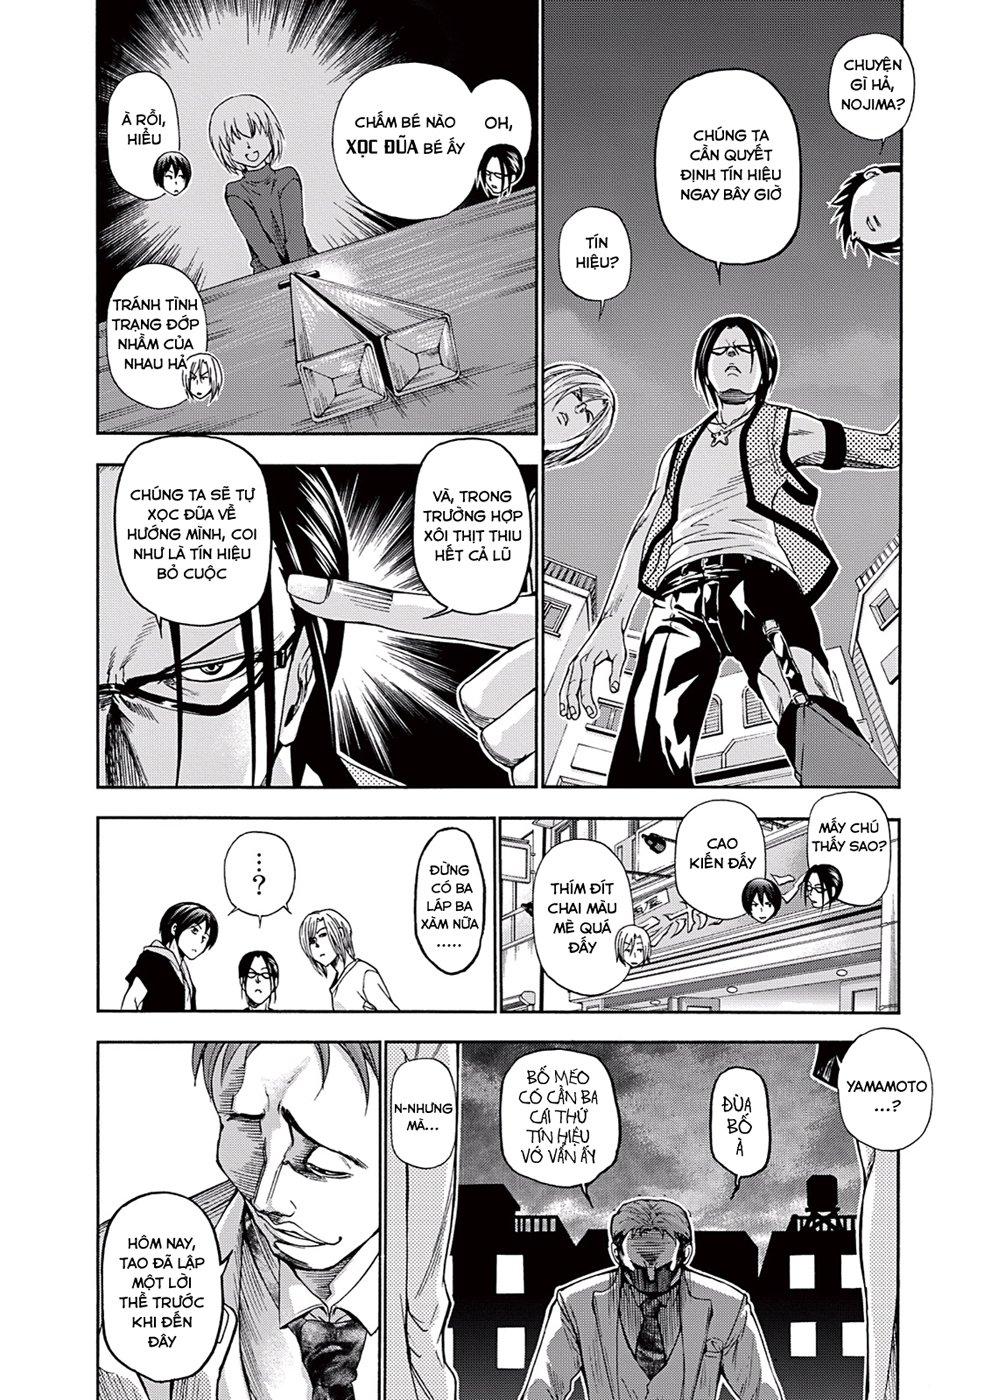 CHUYỆN
GÌ HẢ,
NOJIMA?
CHÚNG TA
CẦN QUYẾT
ĐỊNH TÍN HIỆU
NGAY BÂY GIỜ
TÍN
HIỆU?
OH,
CHẤM BÉ NÀO
XỌC ĐŨA BÉ ẤY
À RỒI,
HIỂU
TRÁNH TÌNH
TRẠNG ĐỚP
NHẦM CỦA
NHAU HẢ
VÀ, TRONG
TRƯỜNG HỢP
XÔI THỊT THIU
HẾT CẢ LŨ
CHÚNG TA SẼ TỰ
XỌC ĐŨA VỀ
HƯỚNG MÌNH, COI
NHƯ LÀ TÍN HIỆU
BỎ CUỘC
MẤY CHÚ
THẤY SAO?
CAO
KIẾN ĐẤY
THÍM ĐÍT
CHAI MÀU
MÈ QUÁ
ĐẤY
ĐỪNG
CÓ BA
LÁP BA
XÀM NỮA
.....
...?
YAMAMOTO
...?
ĐÙA
BỐ
À
BỐ MÉO
CÓ CẦN BA
CÁI THỨ
TÍN HIỆU
VỚ VẨN ẤY
N-NHƯNG
MÀ...
HÔM NAY,
TAO ĐÃ LẬP
MỘT LỜI
THỀ TRƯỚC
KHI ĐẾN
ĐÂY